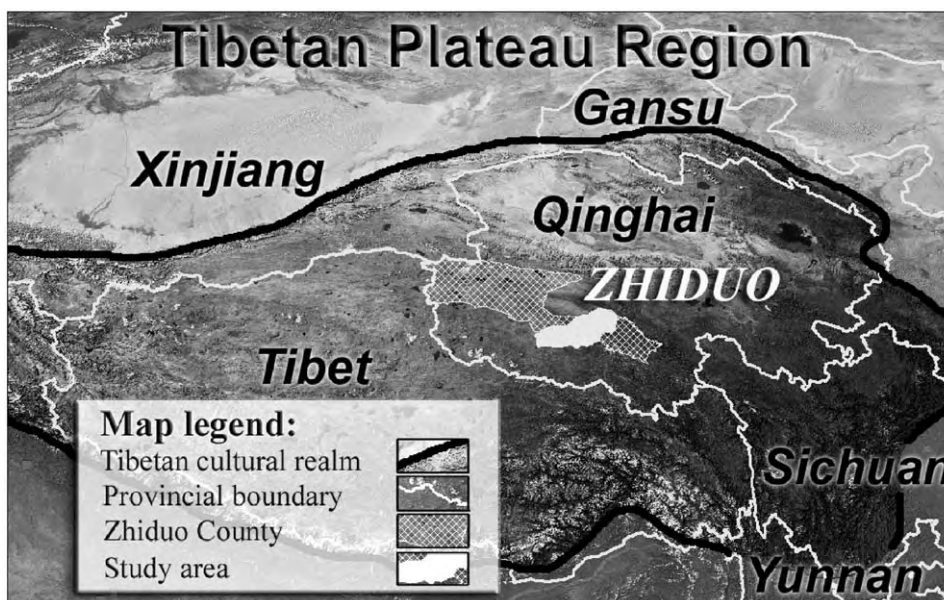 Tibetan Plateau Region
Gansu
Xinjiang
Qinghai
ZHIDUO
Tibet
Map legend:
Tibetan cultural realm
Provincial boundary
Zhiduo County
Study area
Sichuan
Yunnan